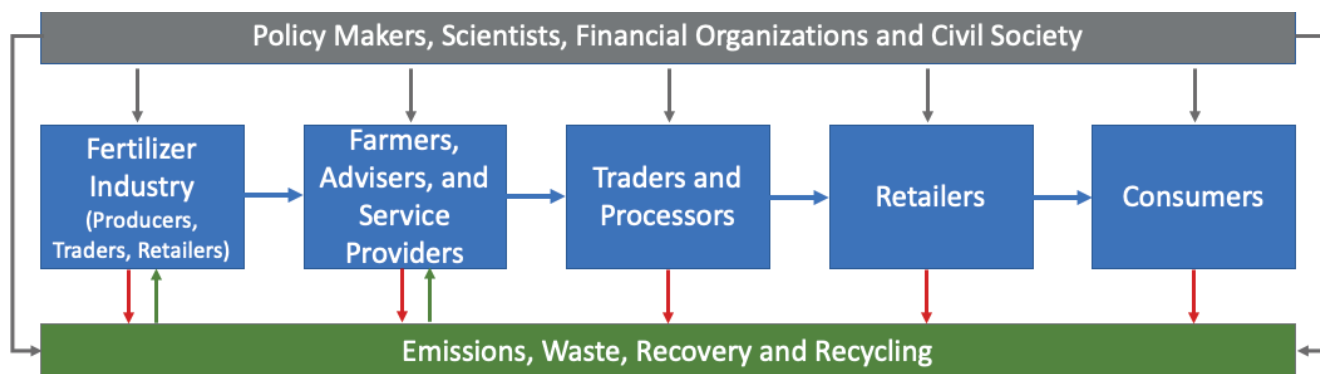 Policy Makers, Scientists, Financial Organizations and Civil Society
Fertilizer
Industry
(Producers,
Traders, Retailers)
Farmers,
Advisers, and
Service
Providers
Traders and
Processors
Retailers
Consumers
Emissions, Waste, Recovery and Recycling